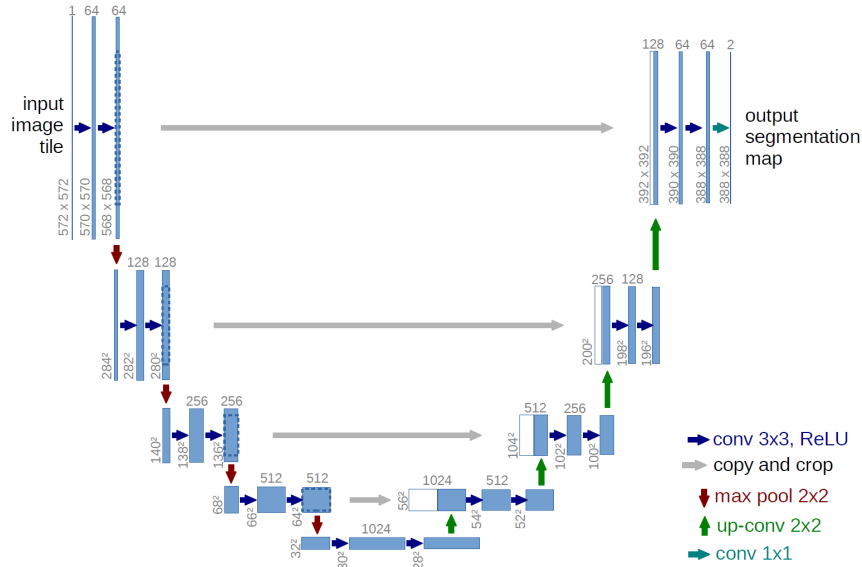 1 64 64
128 64 64 2
input
image
tile
output
segmentation
map
572 x 572
570 x 570
568 x 568
392 x 392
390 x 390
388 x 388
388 x 388
128 128
256 128
284²
282²
280²
200²
198²
196²
256 256
512 256
140²
138²
136²
104²
102²
100²
512 512
1024 512
68²
66²
64²
56²
54²
52²
1024
32²
conv 3x3, ReLU
copy and crop
max pool 2x2
up-conv 2x2
conv 1x1